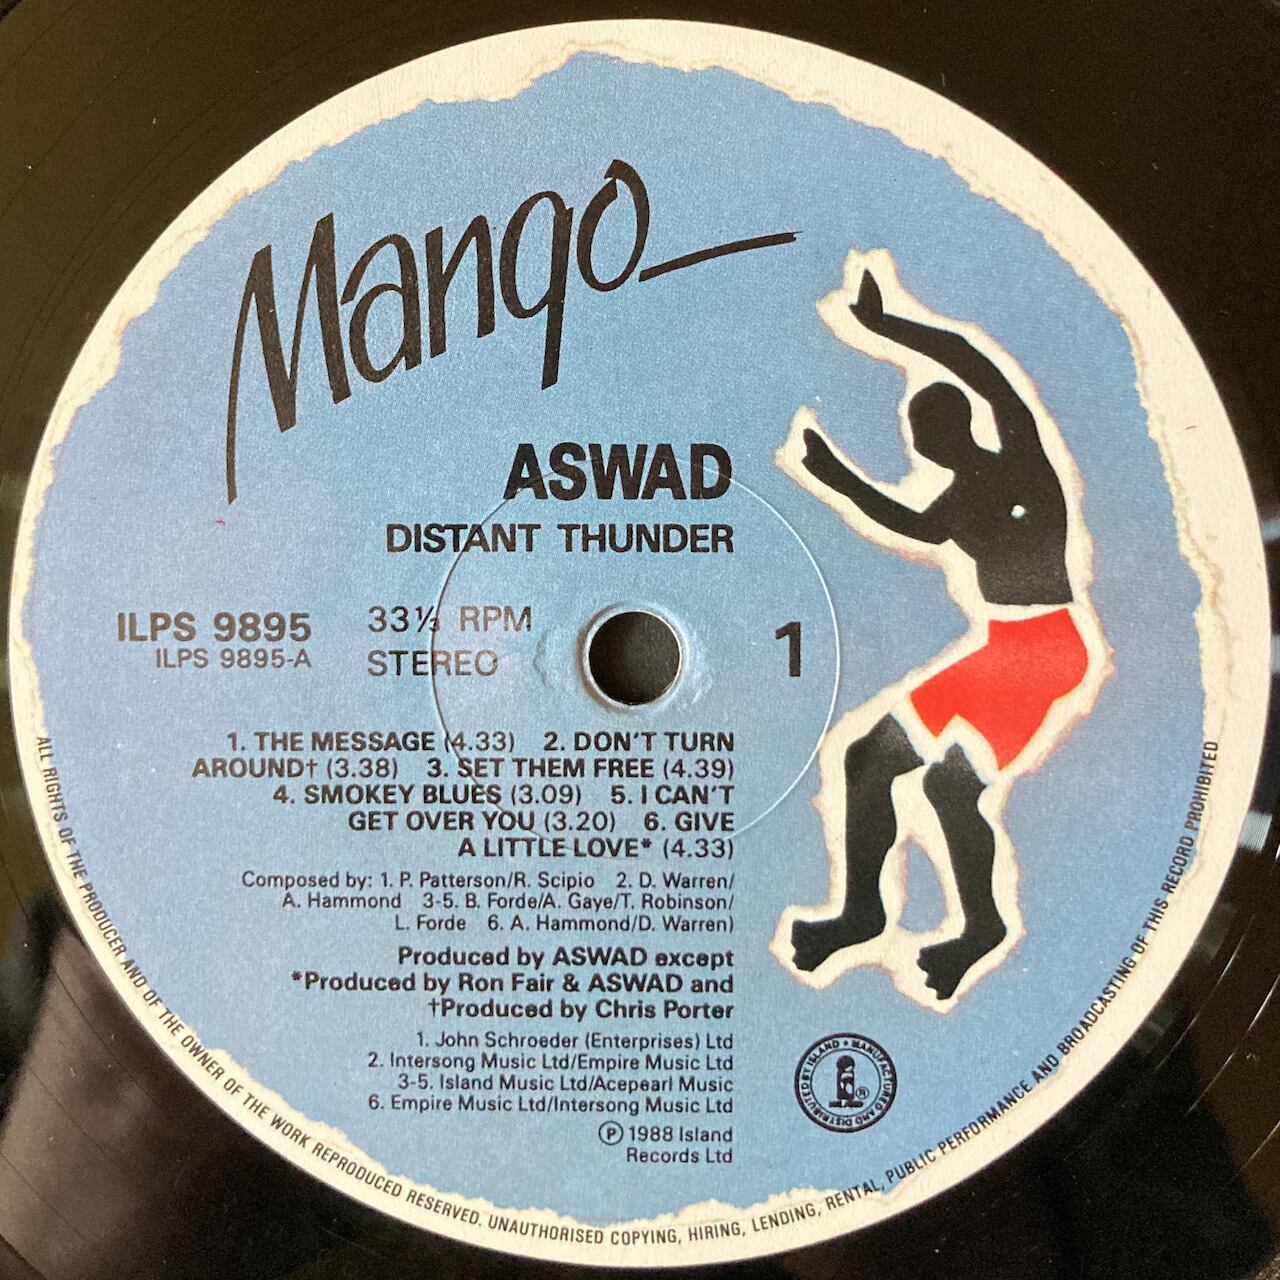 Mango
ASWAD
DISTANT THUNDER
ILPS 9895
ILPS 9895-A
33⅓ RPM
STEREO
1
1. THE MESSAGE (4.33) 2. DON'T TURN
AROUND† (3.38) 3. SET THEM FREE (4.39)
4. SMOKEY BLUES (3.09) 5. I CAN'T
GET OVER YOU (3.20) 6. GIVE
A LITTLE LOVE* (4.33)
Composed by: 1. P. Patterson/R. Scipio 2. D. Warren/
A. Hammond 3-5. B. Forde/A. Gaye/T. Robinson/
L. Forde 6. A. Hammond/D. Warren)
Produced by ASWAD except
*Produced by Ron Fair & ASWAD and
†Produced by Chris Porter
1. John Schroeder (Enterprises) Ltd
2. Intersong Music Ltd/Empire Music Ltd
3-5. Island Music Ltd/Acepearl Music
6. Empire Music Ltd/Intersong Music Ltd
℗ 1988 Island
Records Ltd
MANUFACTURED AND DISTRIBUTED BY ISLAND
®
ALL RIGHTS OF THE PRODUCER AND OF THE OWNER OF THE WORK REPRODUCED RESERVED. UNAUTHORISED COPYING, HIRING, LENDING, RENTAL, PUBLIC PERFORMANCE AND BROADCASTING OF THIS RECORD PROHIBITED